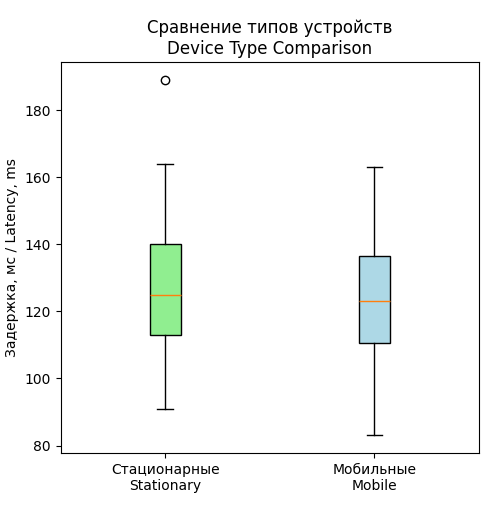 Сравнение типов устройств
Device Type Comparison
Задержка, мс / Latency, ms
180
160
140
120
100
80
Стационарные
Stationary
Мобильные
Mobile